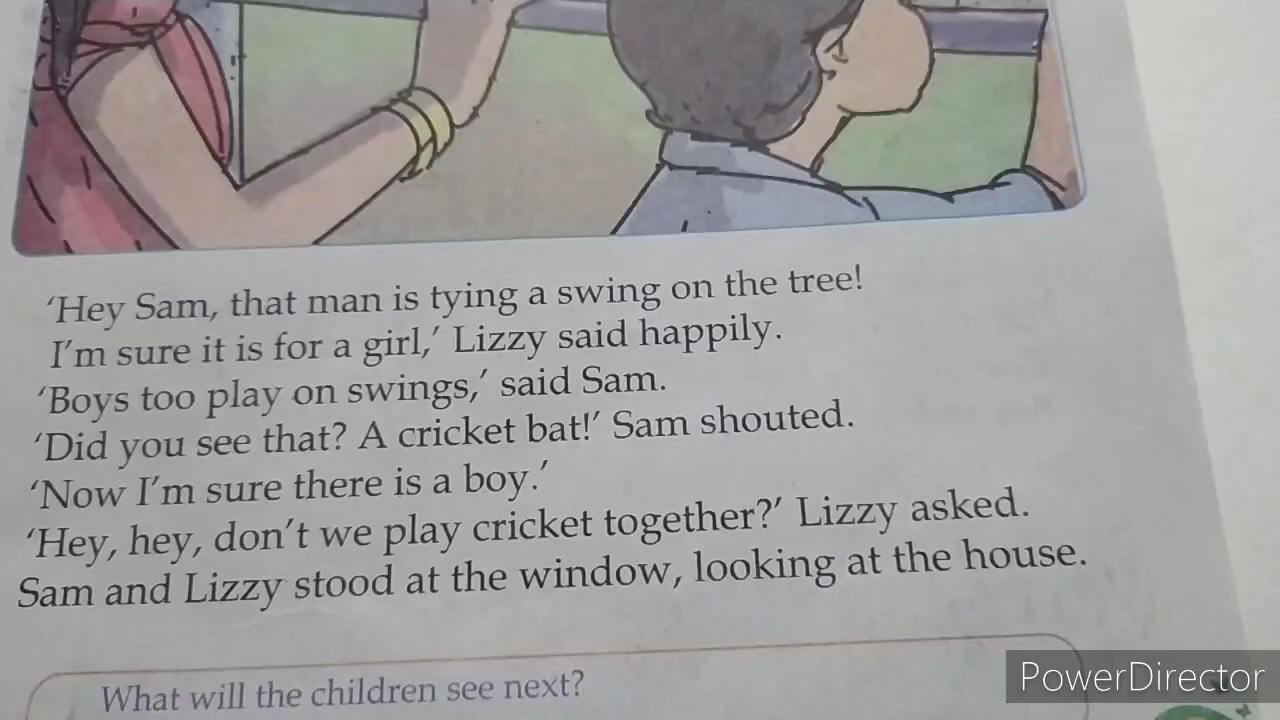 ‘Hey Sam, that man is tying a swing on the tree!
I’m sure it is for a girl,’ Lizzy said happily.
‘Boys too play on swings,’ said Sam.
‘Did you see that? A cricket bat!’ Sam shouted.
‘Now I’m sure there is a boy.’
‘Hey, hey, don’t we play cricket together?’ Lizzy asked.
Sam and Lizzy stood at the window, looking at the house.
What will the children see next?
PowerDirector